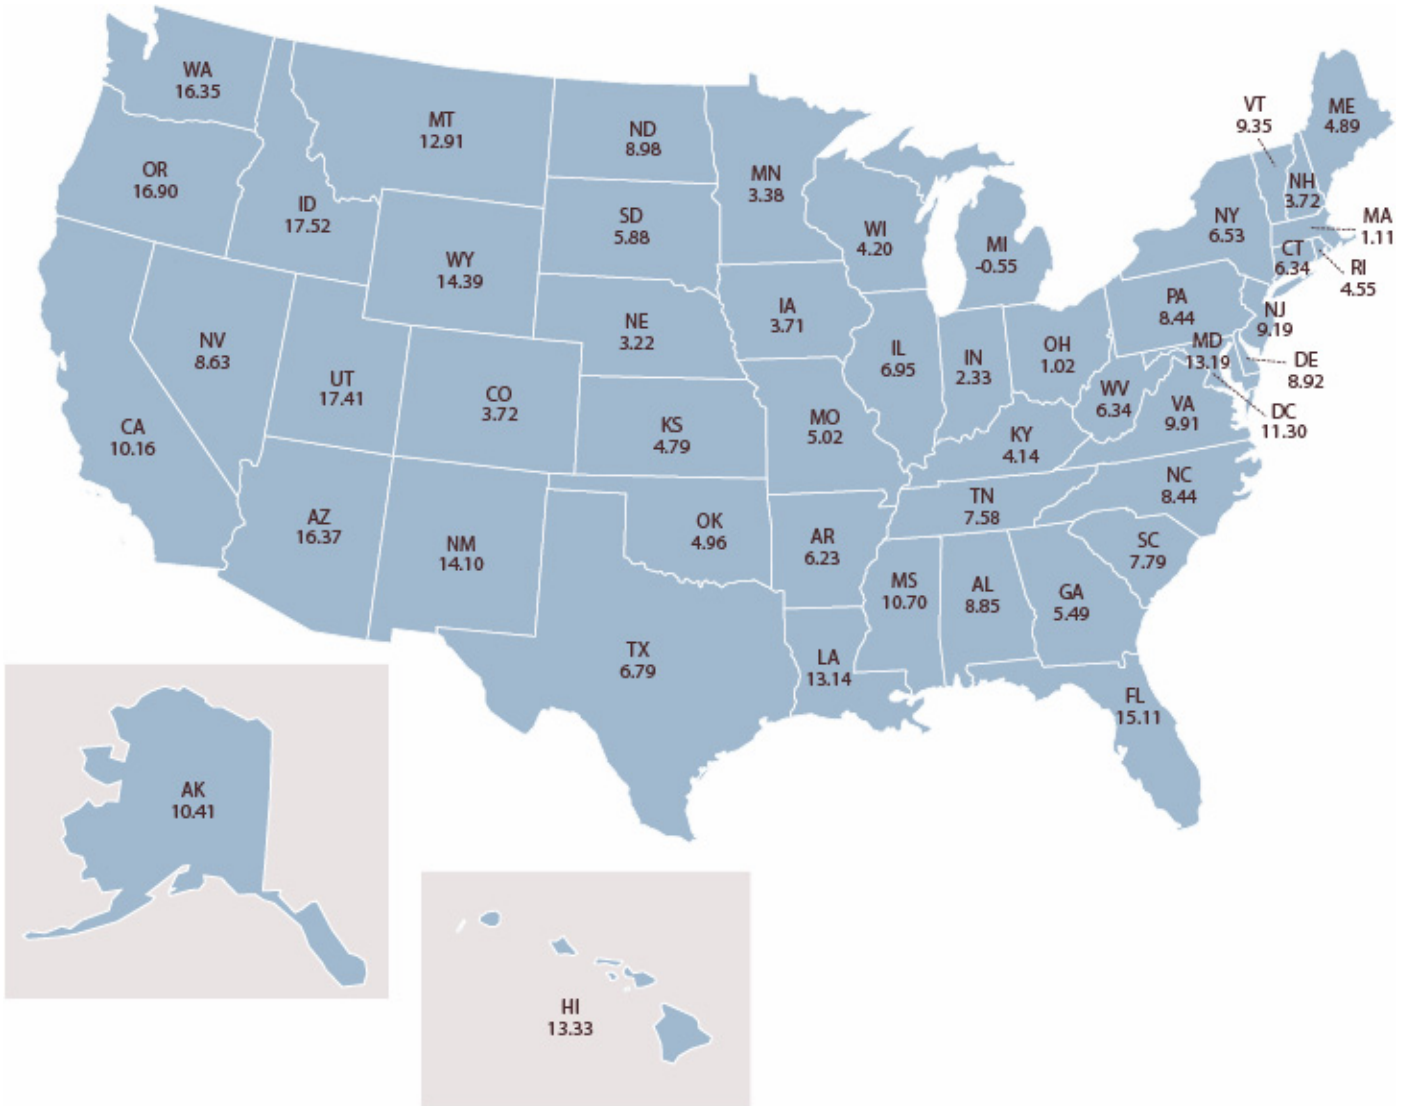 WA
16.35
MT
12.91
ND
8.98
MN
3.38
VT
9.35
ME
4.89
OR
16.90
ID
17.52
SD
5.88
WI
4.20
MI
-0.55
NY
6.53
NH
3.72
MA
1.11
CT
6.34
RI
4.55
WY
14.39
NE
3.22
IA
3.71
PA
8.44
NJ
9.19
NV
8.63
UT
17.41
CO
3.72
IL
6.95
IN
2.33
OH
1.02
MD
13.19
DE
8.92
DC
11.30
CA
10.16
KS
4.79
MO
5.02
WV
6.34
VA
9.91
KY
4.14
AZ
16.37
NM
14.10
OK
4.96
AR
6.23
TN
7.58
NC
8.44
SC
7.79
MS
10.70
AL
8.85
GA
5.49
TX
6.79
LA
13.14
FL
15.11
AK
10.41
HI
13.33